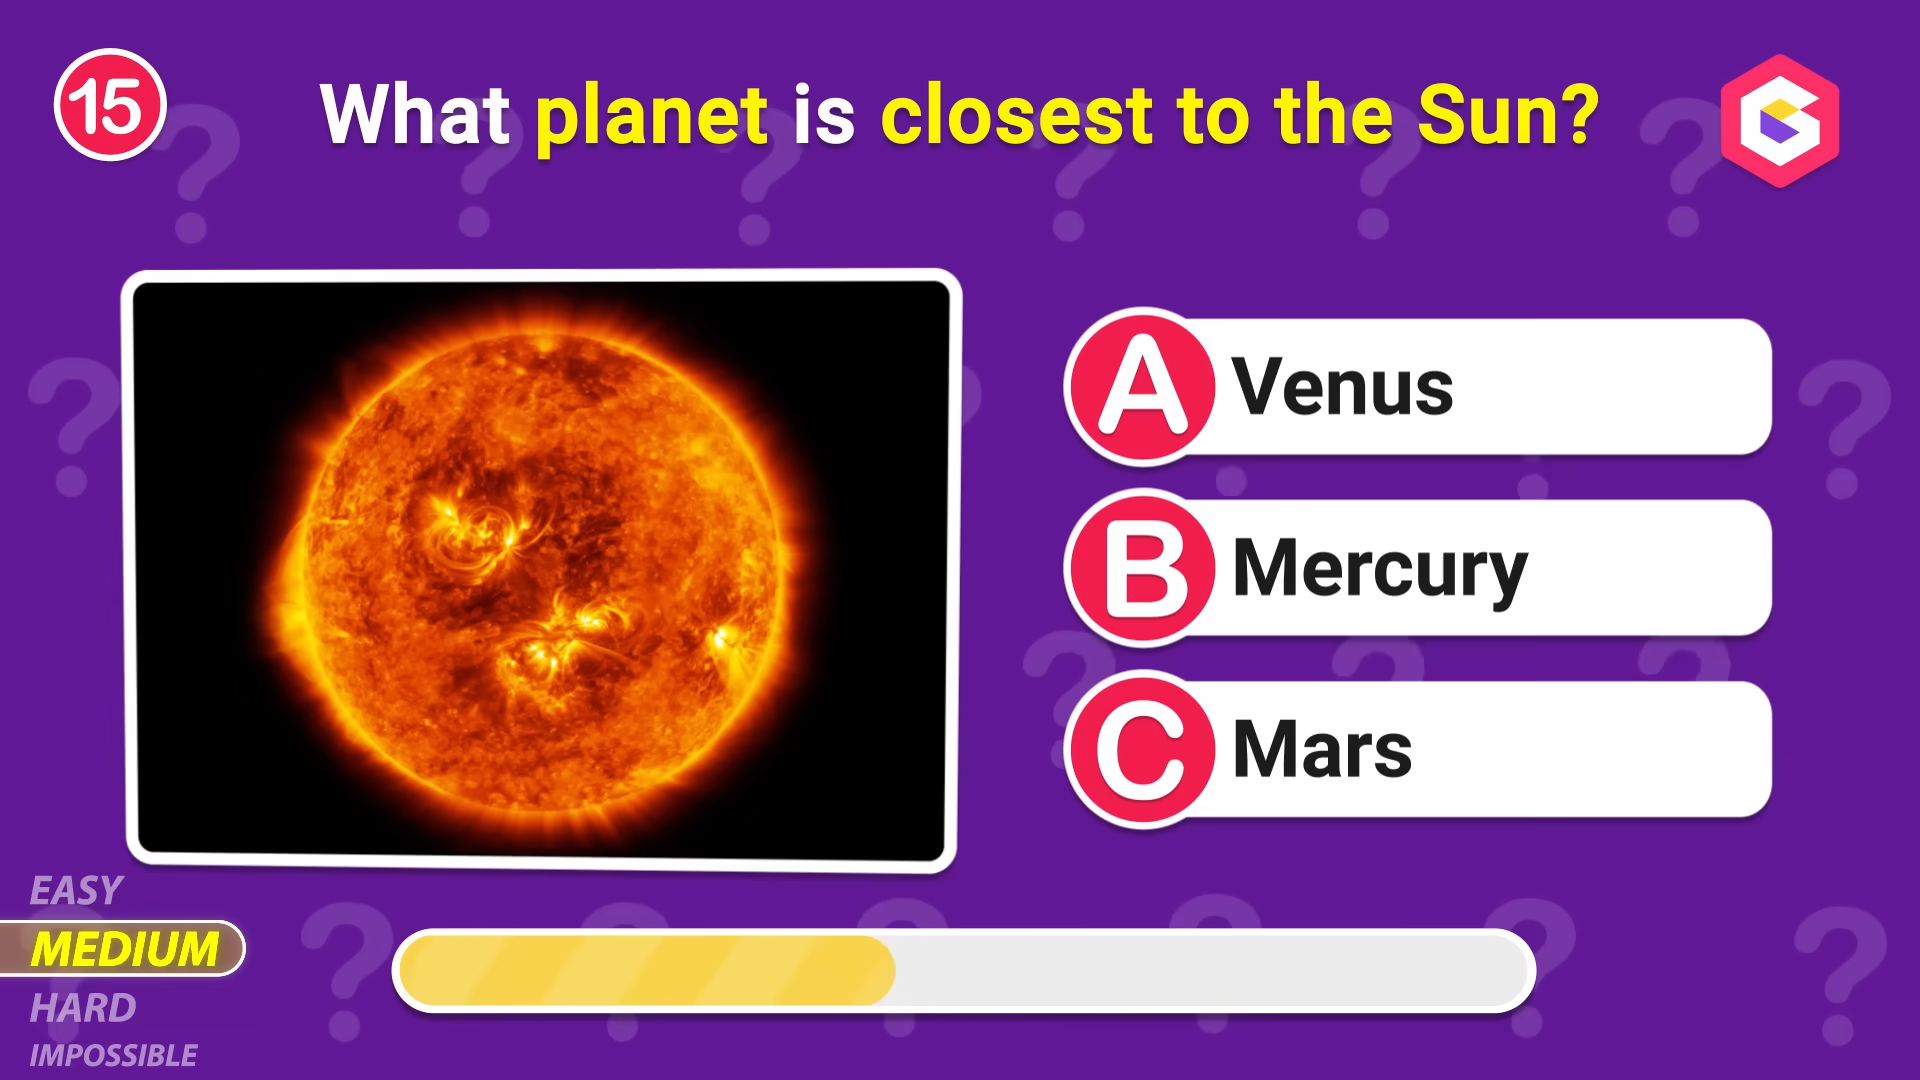 15
What planet is closest to the Sun?
A Venus
B Mercury
C Mars
EASY
MEDIUM
HARD
IMPOSSIBLE